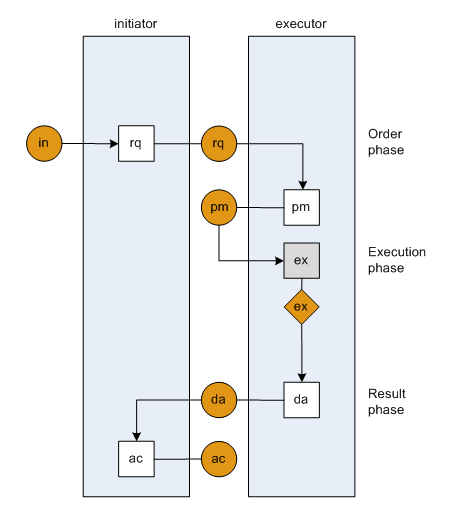 initiator
executor
in
rq
rq
Order
phase
pm
pm
ex
Execution
phase
ex
da
da
Result
phase
ac
ac